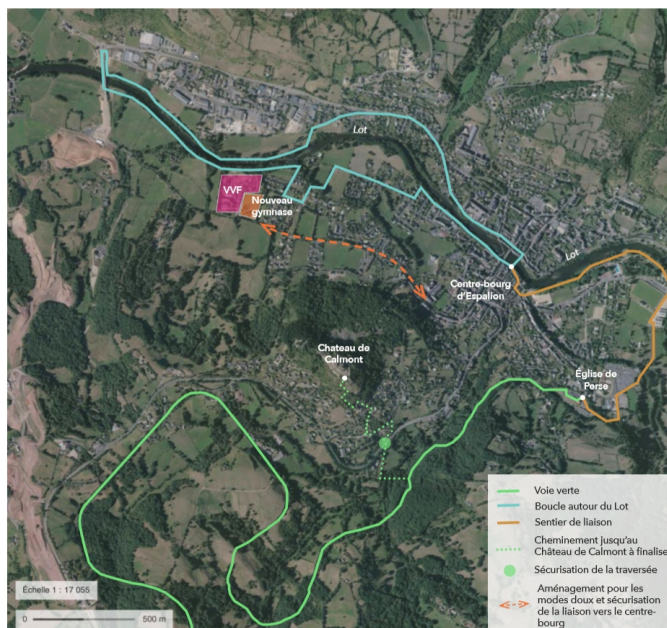 Lot
VVF
Nouveau
gymnase
Lot
Centre-bourg
d'Espalion
Chateau de
Calmont
Église de
Perse
Voie verte
Boucle autour du Lot
Sentier de liaison
Cheminement jusqu'au
Château de Calmont à finalise
Sécurisation de la traversée
Aménagement pour les
modes doux et sécurisation
de la liaison vers le centre-
bourg
Échelle 1 : 17 055
0 500 m